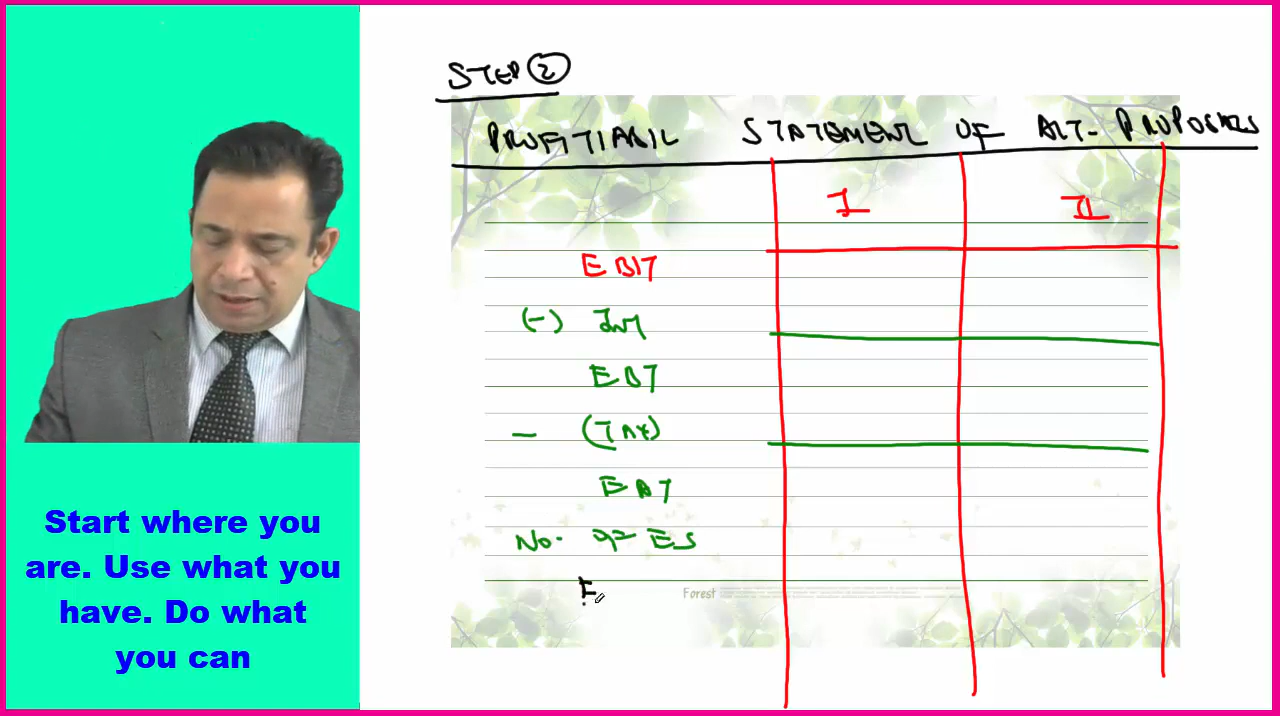 STEP 2
PROFITIABIL STATEMENT OF ALT- PROPOSALS
I II
EBIT
(-) Int
EBT
- (TAX)
EAT
No. of ES
E
Forest
Start where you
are. Use what you
have. Do what
you can